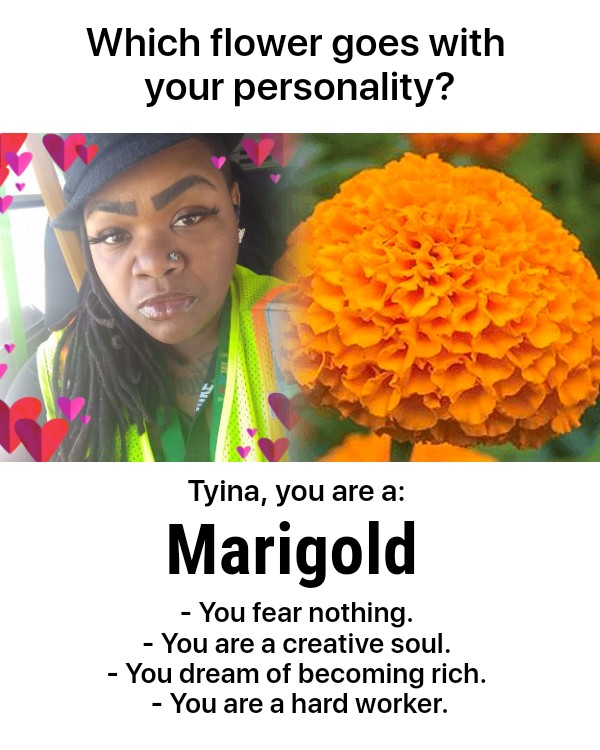 Which flower goes with
your personality?
Tyina, you are a:
Marigold
- You fear nothing.
- You are a creative soul.
- You dream of becoming rich.
- You are a hard worker.